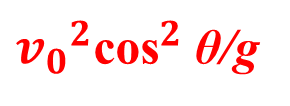 v₀²cos² θ/g